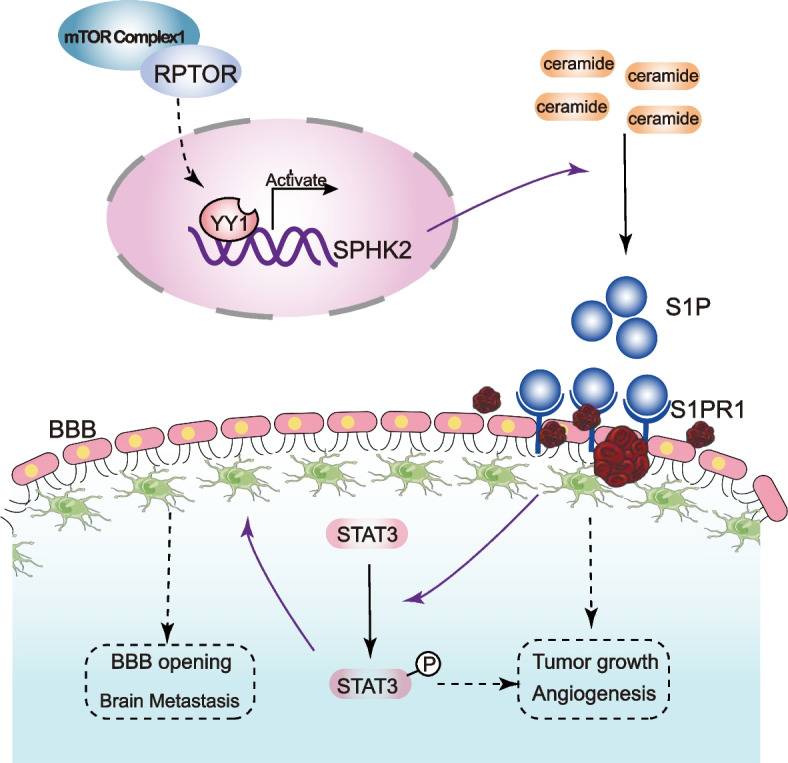 mTOR Complex1
RPTOR
ceramide
ceramide
ceramide
ceramide
Activate
YY1
SPHK2
S1P
S1PR1
BBB
STAT3
STAT3
P
BBB opening
Brain Metastasis
Tumor growth
Angiogenesis